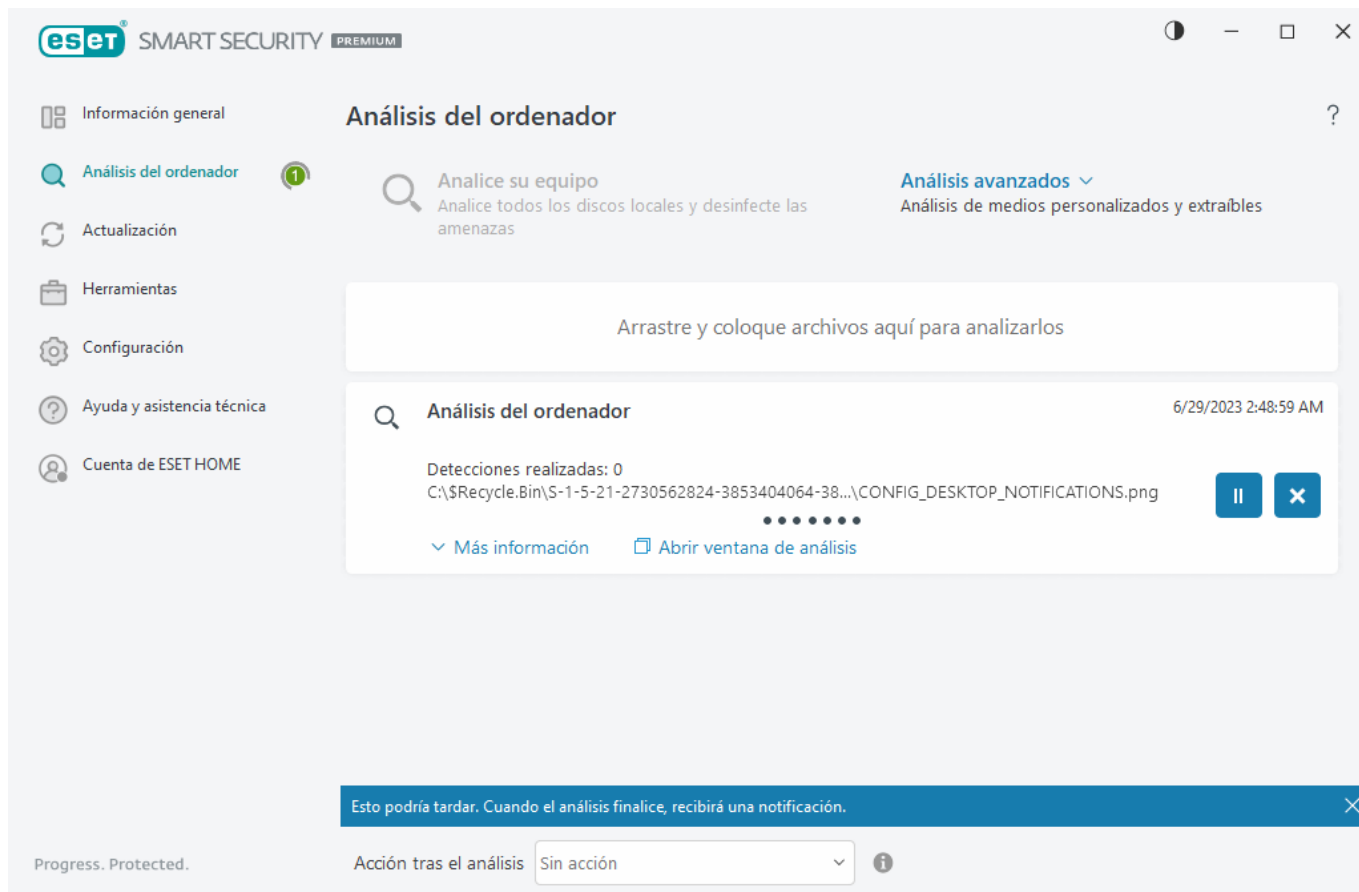 eset® SMART SECURITY PREMIUM
Información general
Análisis del ordenador
1
Actualización
Herramientas
Configuración
Ayuda y asistencia técnica
Cuenta de ESET HOME
Progress. Protected.
Análisis del ordenador
?
Analice su equipo
Analice todos los discos locales y desinfecte las
amenazas
Análisis avanzados
Análisis de medios personalizados y extraíbles
Arrastre y coloque archivos aquí para analizarlos
Análisis del ordenador
6/29/2023 2:48:59 AM
Detecciones realizadas: 0
C:\$Recycle.Bin\S-1-5-21-2730562824-3853404064-38...\CONFIG_DESKTOP_NOTIFICATIONS.png
Más información
Abrir ventana de análisis
Esto podría tardar. Cuando el análisis finalice, recibirá una notificación.
Acción tras el análisis
Sin acción